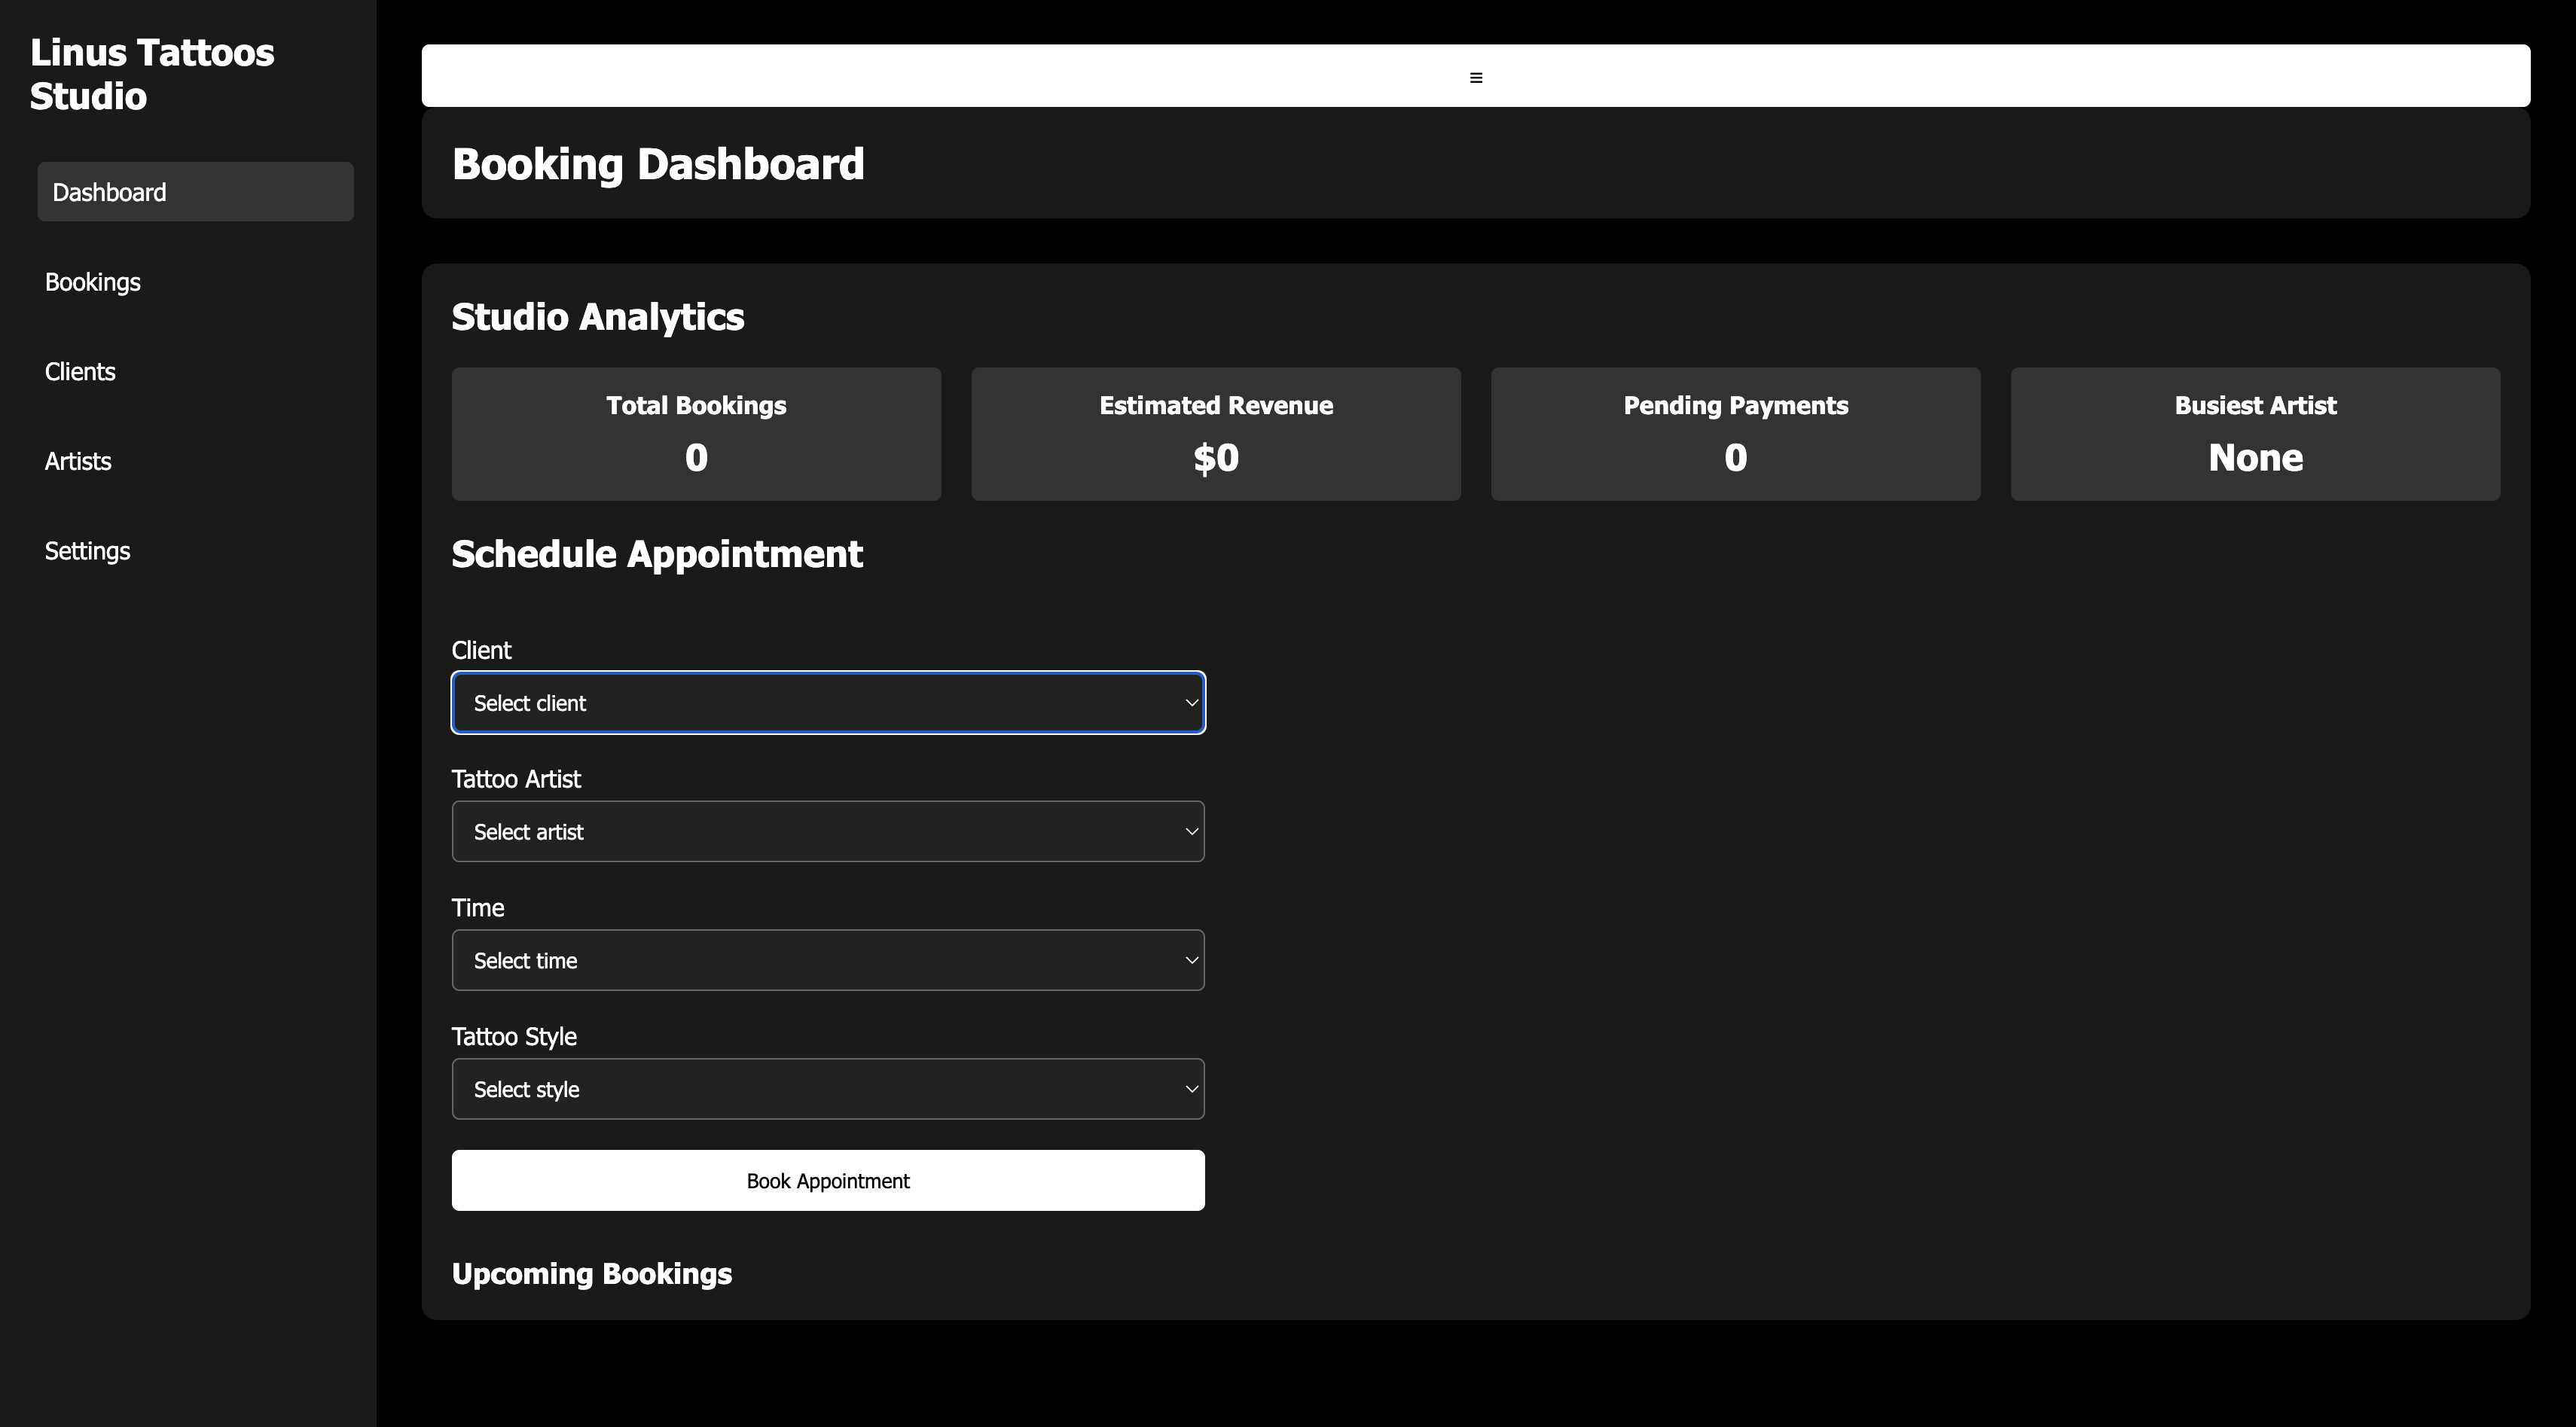 Linus Tattoos
Studio
Dashboard
Bookings
Clients
Artists
Settings
≡
Booking Dashboard
Studio Analytics
Total Bookings
0
Estimated Revenue
$0
Pending Payments
0
Busiest Artist
None
Schedule Appointment
Client
Select client
Tattoo Artist
Select artist
Time
Select time
Tattoo Style
Select style
Book Appointment
Upcoming Bookings